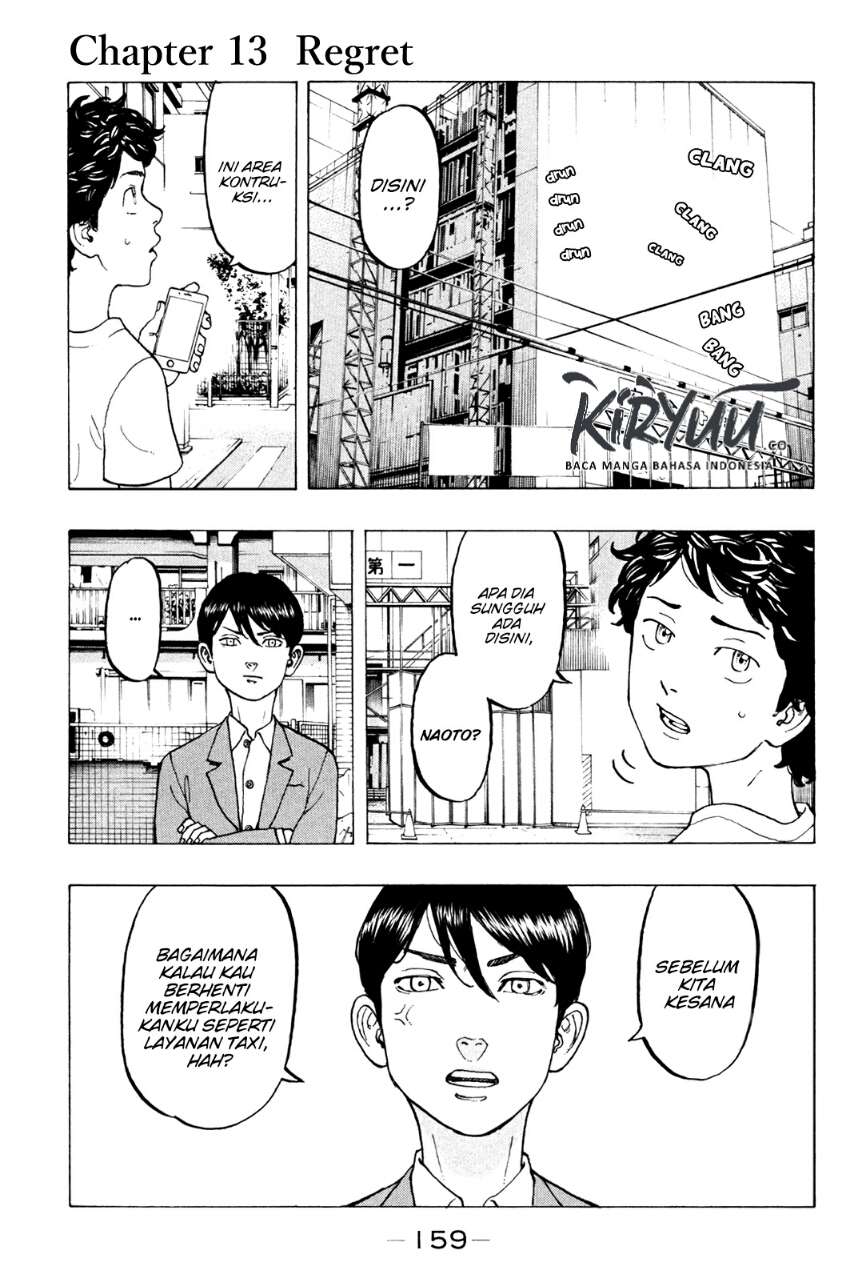 Chapter 13 Regret
DISINI
...?
drun
drun
drun
drun
CLANG
CLANG
CLANG
BANG
BANG
KiRYUU
CO
BACA MANGA BAHASA INDONESIA
INI AREA
KONTRU-
KSI...
第一
APA DIA
SUNGGUH
ADA
DISINI,
NAOTO?
...
SEBELUM
KITA
KESANA
BAGAIMANA
KALAU KAU
BERHENTI
MEMPERLAKU-
KANKU SEPERTI
LAYANAN TAXI,
HAH?
—159—